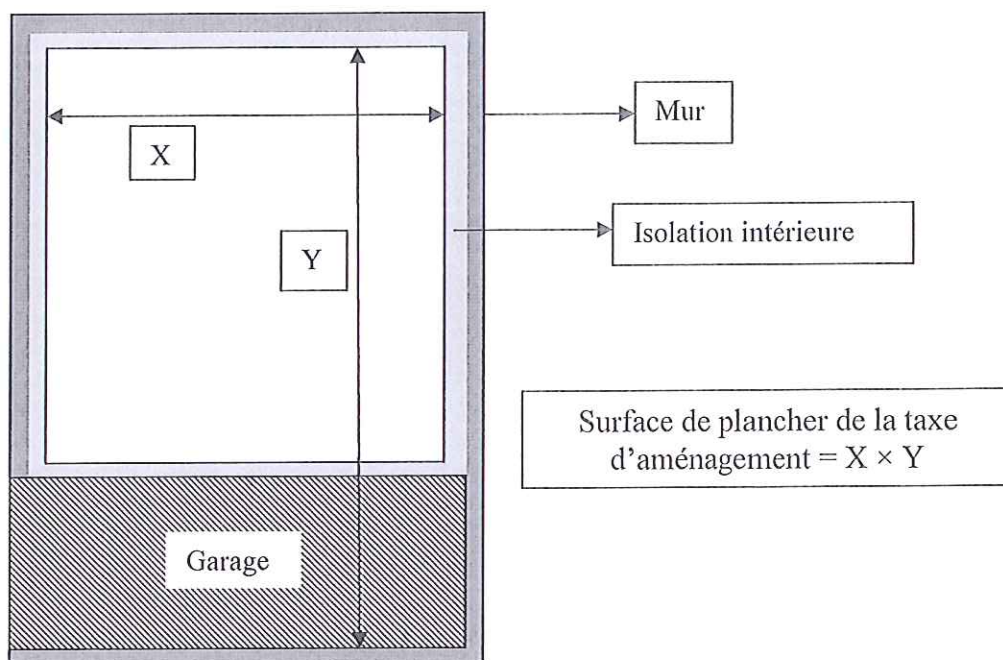 Mur
X
Isolation intérieure
Y
Surface de plancher de la taxe
d'aménagement = X × Y
Garage